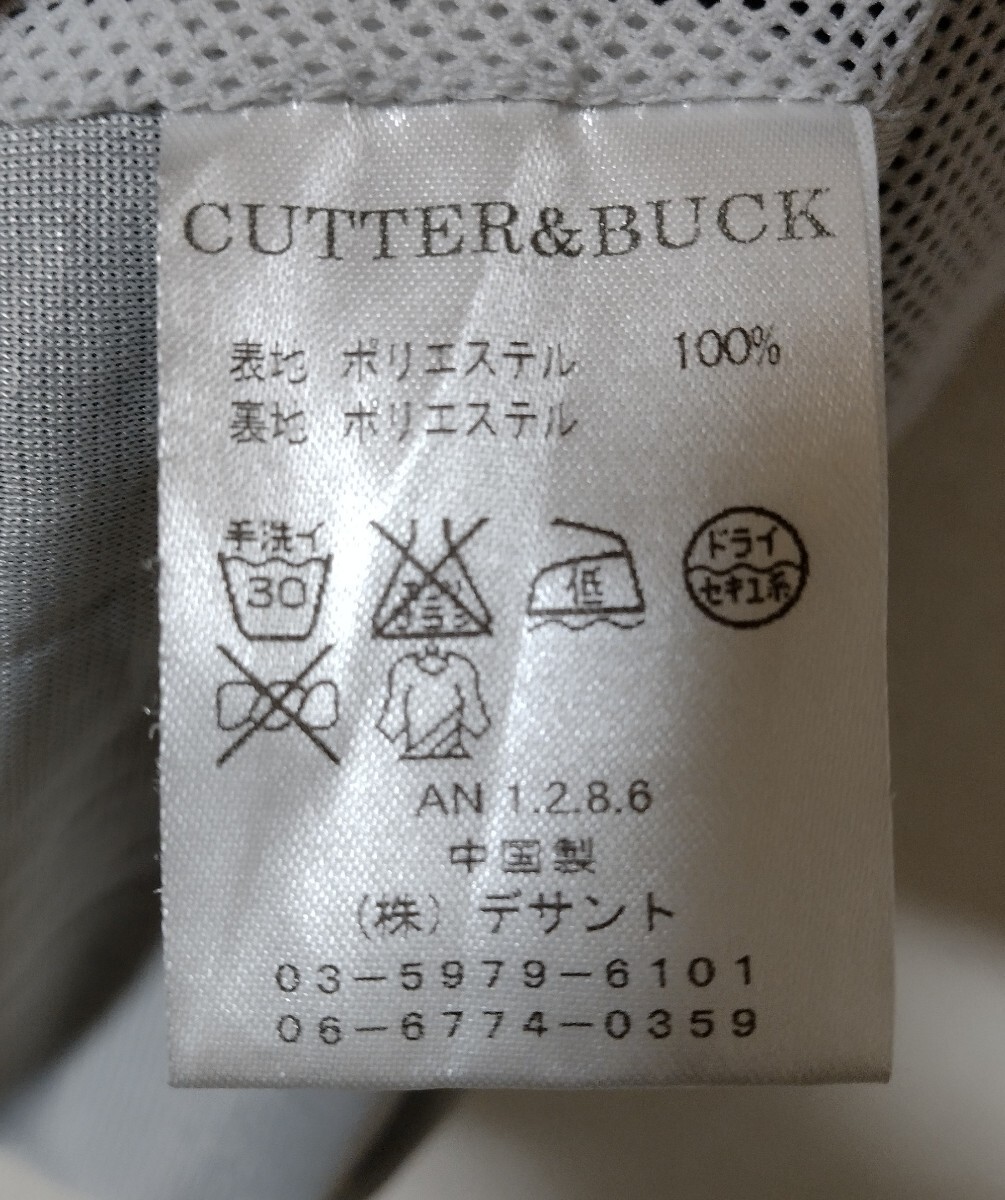 CUTTER&BUCK
表地 ポリエステル 100%
裏地 ポリエステル
手洗イ 30
低
ドライ
セキユ系
AN 1.2.8.6
中国製
(株) デサント
03-5979-6101
06-6774-0359